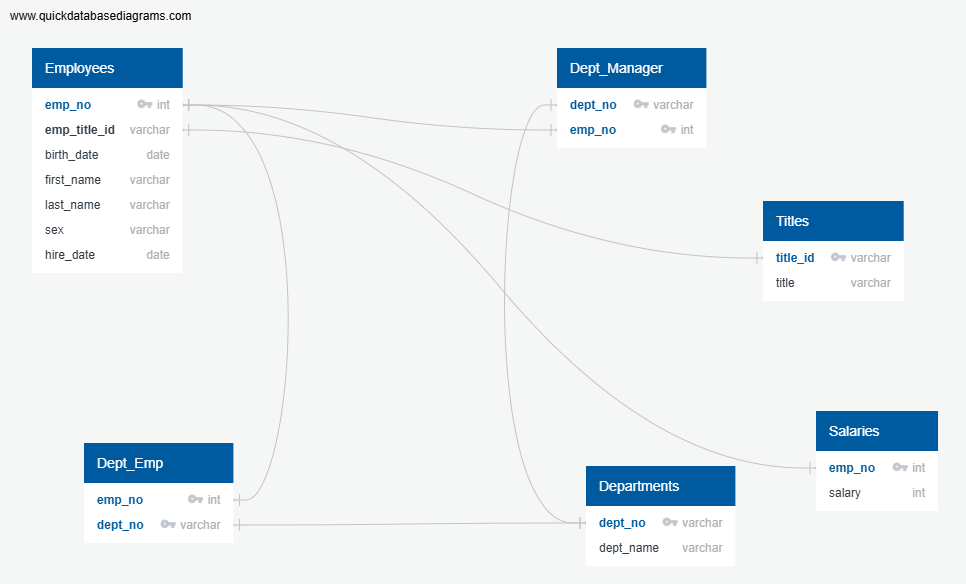 www.quickdatabasediagrams.com
Employees
emp_no int
emp_title_id varchar
birth_date date
first_name varchar
last_name varchar
sex varchar
hire_date date
Dept_Manager
dept_no varchar
emp_no int
Titles
title_id varchar
title varchar
Salaries
emp_no int
salary int
Dept_Emp
emp_no int
dept_no varchar
Departments
dept_no varchar
dept_name varchar